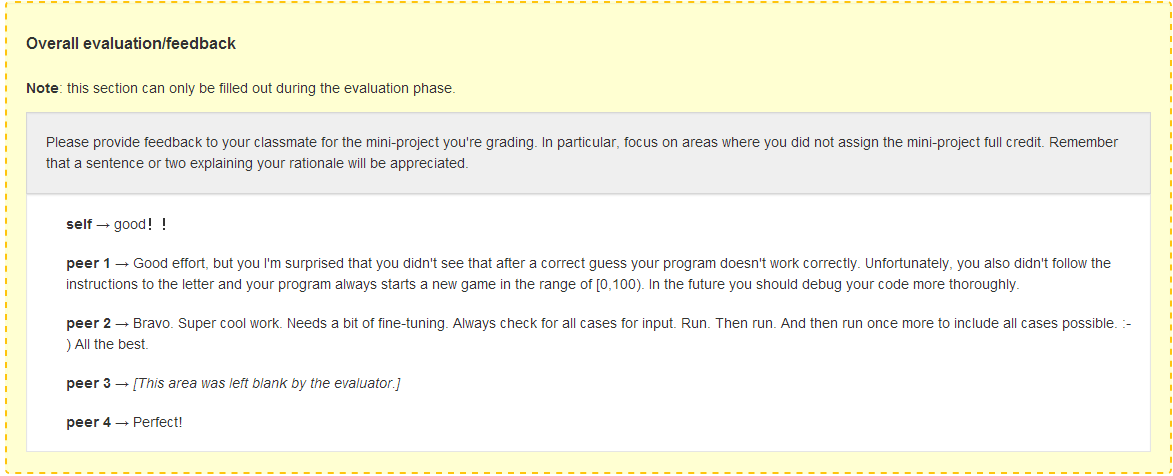 Overall evaluation/feedback
Note: this section can only be filled out during the evaluation phase.
Please provide feedback to your classmate for the mini-project you're grading. In particular, focus on areas where you did not assign the mini-project full credit. Remember
that a sentence or two explaining your rationale will be appreciated.
self → good！！
peer 1 → Good effort, but you I'm surprised that you didn't see that after a correct guess your program doesn't work correctly. Unfortunately, you also didn't follow the
instructions to the letter and your program always starts a new game in the range of [0,100). In the future you should debug your code more thoroughly.
peer 2 → Bravo. Super cool work. Needs a bit of fine-tuning. Always check for all cases for input. Run. Then run. And then run once more to include all cases possible. :-
) All the best.
peer 3 → [This area was left blank by the evaluator.]
peer 4 → Perfect!